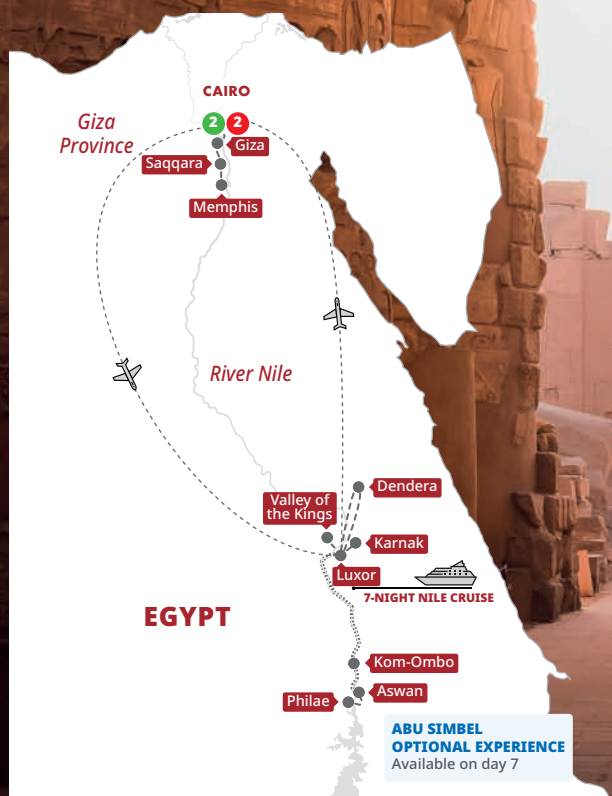 CAIRO
2 2
Giza
Province
Giza
Saqqara
Memphis
River Nile
Dendera
Valley of
the Kings
Karnak
Luxor
7-NIGHT NILE CRUISE
EGYPT
Kom-Ombo
Aswan
Philae
ABU SIMBEL
OPTIONAL EXPERIENCE
Available on day 7